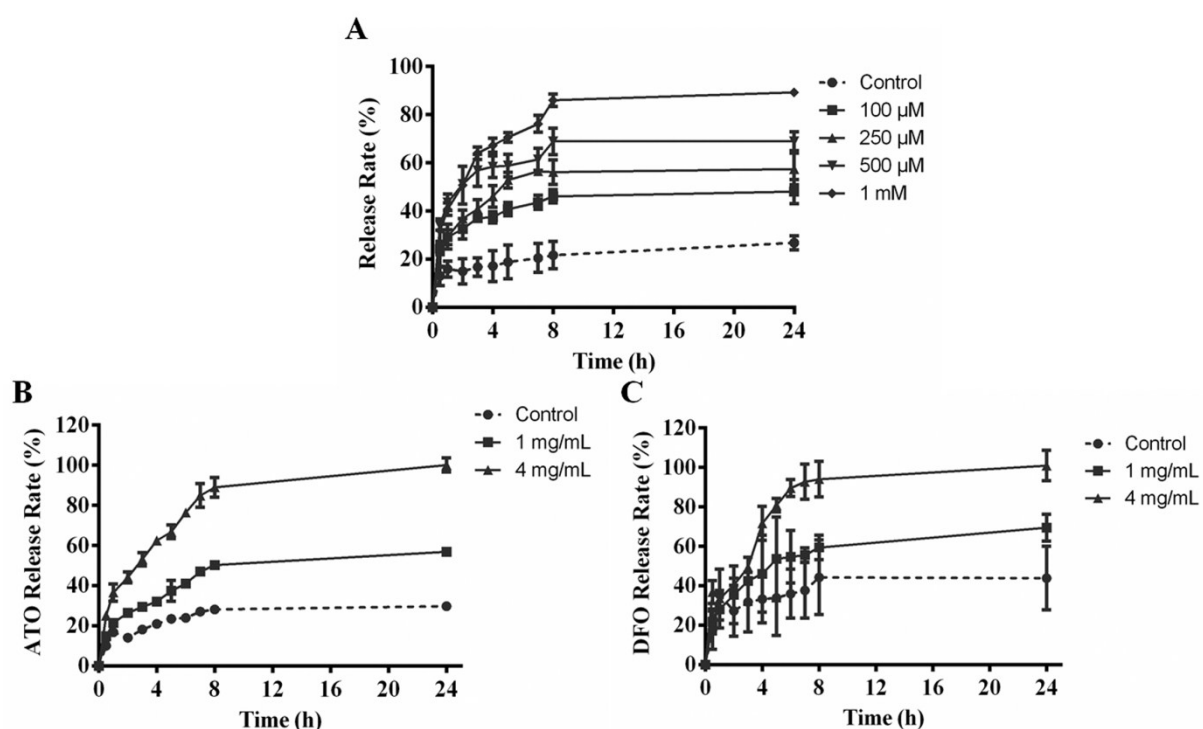 A
Release Rate (%)
100
80
60
40
20
0
0 4 8 12 16 20 24
Time (h)
Control
100 µM
250 µM
500 µM
1 mM
B
ATO Release Rate (%)
120
100
80
60
40
20
0
0 4 8 12 16 20 24
Time (h)
Control
1 mg/mL
4 mg/mL
C
DFO Release Rate (%)
120
100
80
60
40
20
0
0 4 8 12 16 20 24
Time (h)
Control
1 mg/mL
4 mg/mL